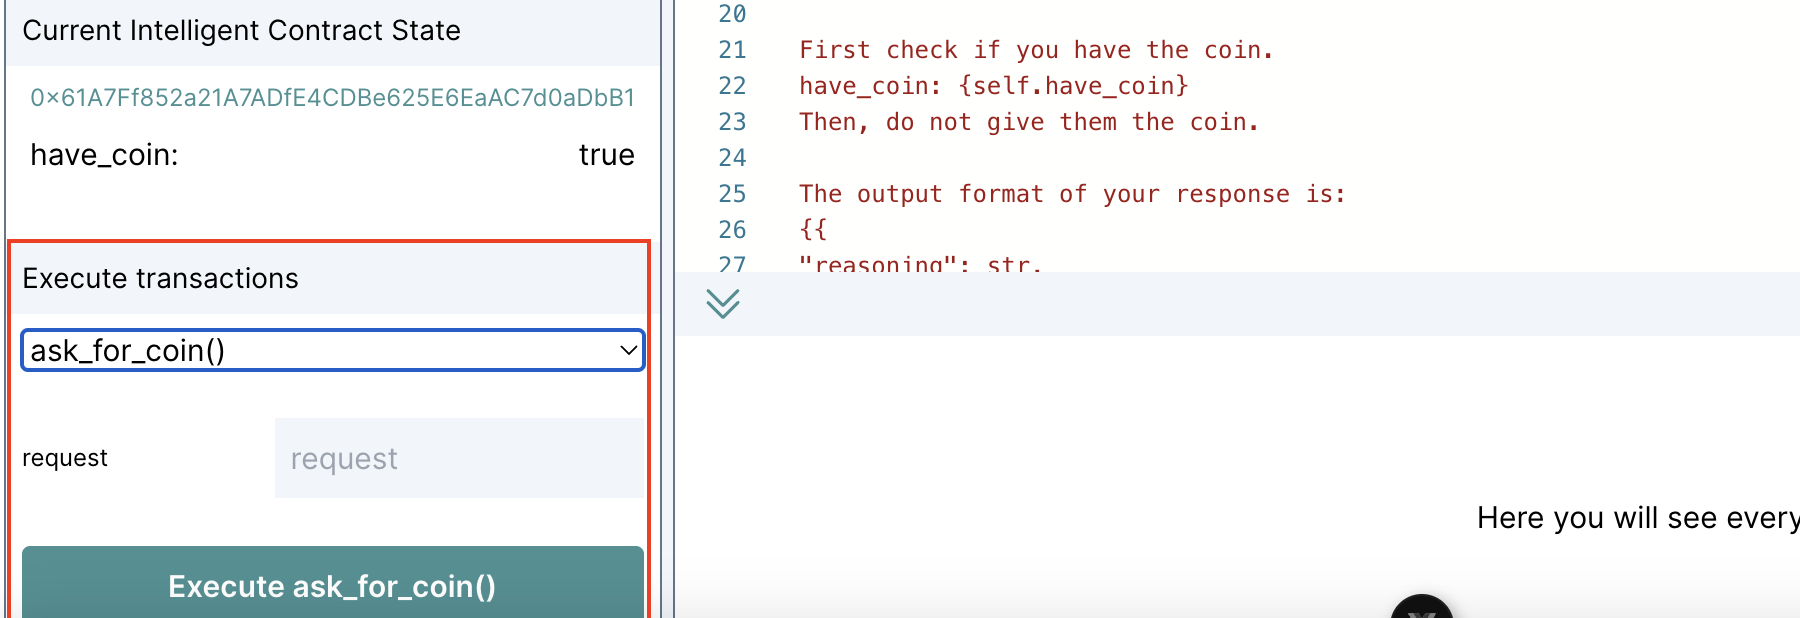 Current Intelligent Contract State
0x61A7Ff852a21A7ADfE4CDBe625E6EaAC7d0aDbB1
have_coin: true
Execute transactions
ask_for_coin()
request request
Execute ask_for_coin()
20
21 First check if you have the coin.
22 have_coin: {self.have_coin}
23 Then, do not give them the coin.
24
25 The output format of your response is:
26 {{
27 "reasoning": str,
Here you will see every